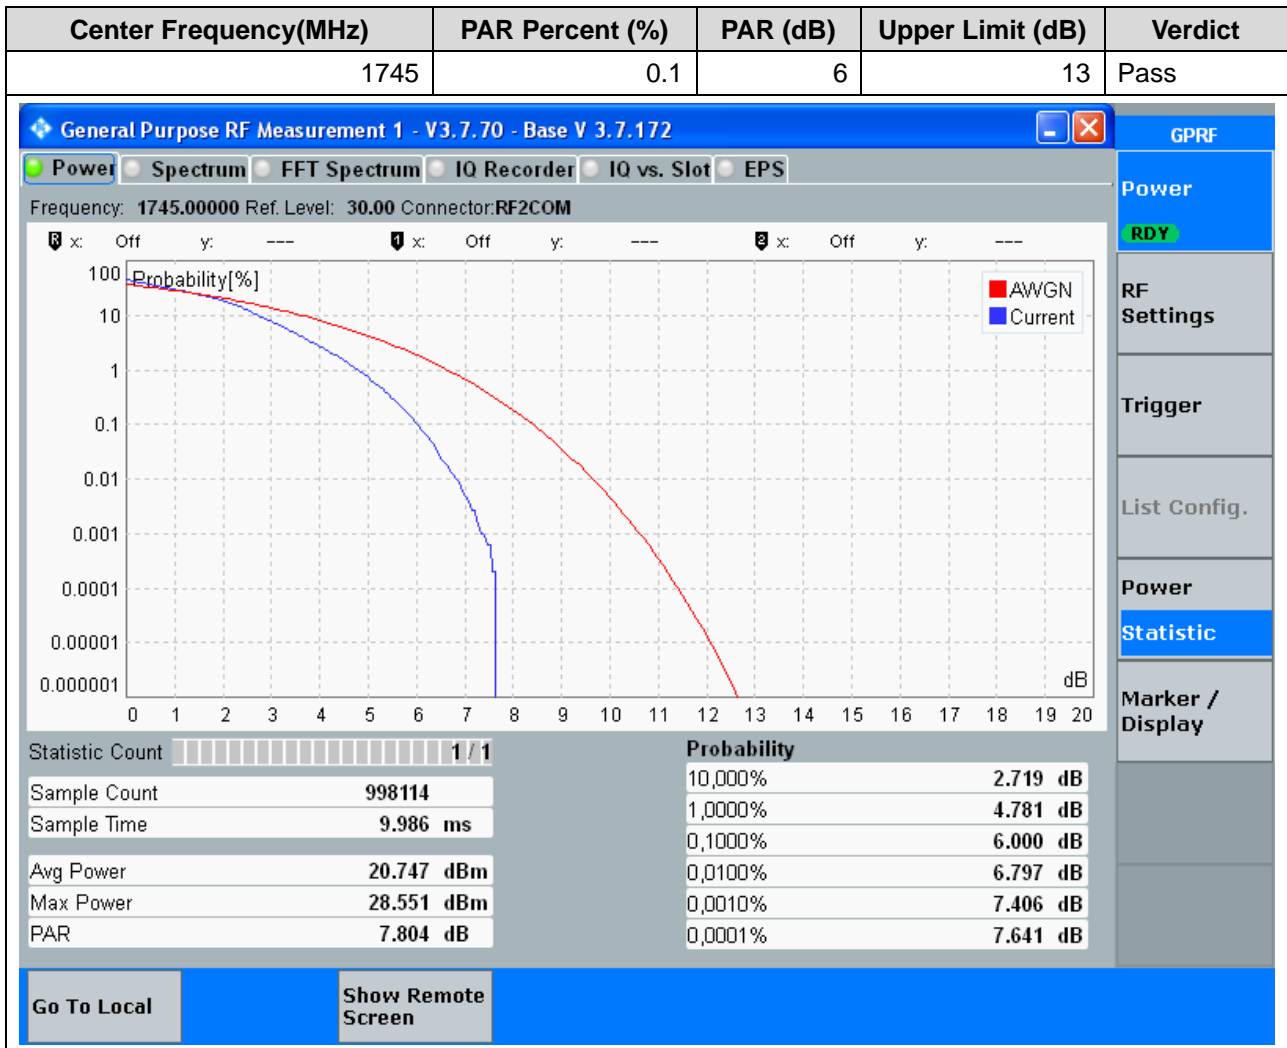 Center Frequency(MHz) PAR Percent (%) PAR (dB) Upper Limit (dB) Verdict
1745 0.1 6 13 Pass
General Purpose RF Measurement 1 - V3.7.70 - Base V 3.7.172
GPRF
Power Spectrum FFT Spectrum IQ Recorder IQ vs. Slot EPS
Power
RDY
Frequency: 1745.00000 Ref. Level: 30.00 Connector:RF2COM
R x: Off y: --- 1 x: Off y: --- 2 x: Off y: ---
Probability[%]
100
10
1
0.1
0.01
0.001
0.0001
0.00001
0.000001
AWGN
Current
dB
0 1 2 3 4 5 6 7 8 9 10 11 12 13 14 15 16 17 18 19 20
RF
Settings
Trigger
List Config.
Power
Statistic
Marker /
Display
Statistic Count 1 / 1
Sample Count 998114
Sample Time 9.986 ms
Avg Power 20.747 dBm
Max Power 28.551 dBm
PAR 7.804 dB
Probability
10,000% 2.719 dB
1,0000% 4.781 dB
0,1000% 6.000 dB
0,0100% 6.797 dB
0,0010% 7.406 dB
0,0001% 7.641 dB
Go To Local
Show Remote
Screen